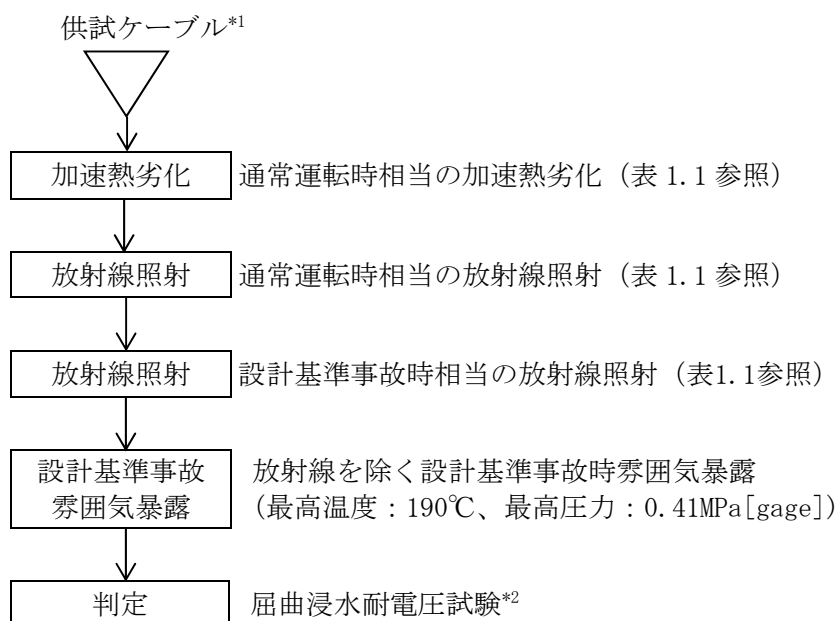 供試ケーブル*1
加速熱劣化 通常運転時相当の加速熱劣化（表 1.1 参照）
放射線照射 通常運転時相当の放射線照射（表 1.1 参照）
放射線照射 設計基準事故時相当の放射線照射（表1.1参照）
設計基準事故 放射線を除く設計基準事故時雰囲気暴露
雰囲気暴露 （最高温度：190℃、最高圧力：0.41MPa[gage]）
判定 屈曲浸水耐電圧試験*2